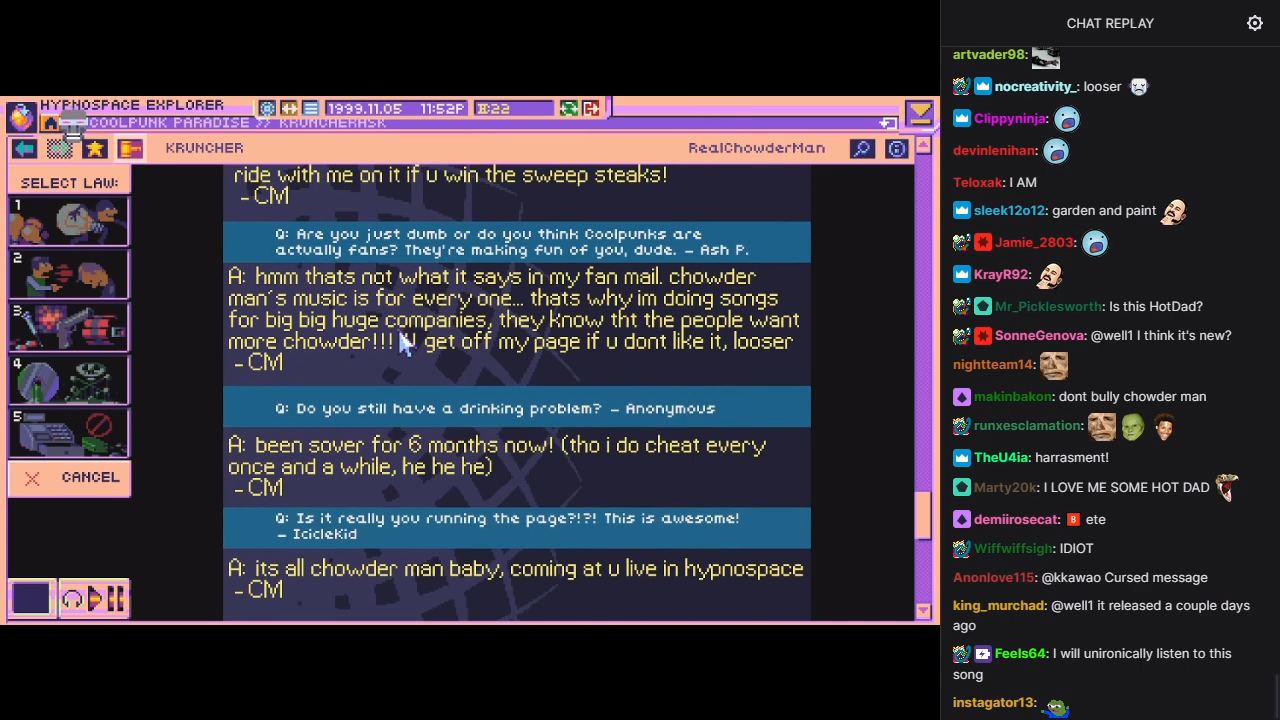 HYPNOSPACE EXPLORER
1999.11.05 11:52P
22
COOLPUNK PARADISE >> KRUNCHERASK
KRUNCHER
RealChowderMan
SELECT LAW:
1
2
3
4
5
CANCEL
ride with me on it if u win the sweep steaks!
- CM
Q: Are you just dumb or do you think Coolpunks are
actually fans? They're making fun of you, dude. - Ash P.
A: hmm thats not what it says in my fan mail. chowder
man's music is for every one... thats why im doing songs
for big big huge companies, they know tht the people want
more chowder!!! get off my page if u dont like it, looser
- CM
Q: Do you still have a drinking problem? - Anonymous
A: been sover for 6 months now! (tho i do cheat every
once and a while, he he he)
- CM
Q: Is it really you running the page?!?! This is awesome!
- IcicleKid
A: its all chowder man baby, coming at u live in hypnospace
- CM
CHAT REPLAY
artvader98:
nocreativity_: looser
Clippyninja:
devinlenihan:
Teloxak: I AM
sleek12o12: garden and paint
Jamie_2803:
KrayR92:
Mr_Picklesworth: Is this HotDad?
SonneGenova: @well1 I think it's new?
nightteam14:
makinbakon: dont bully chowder man
runxesclamation:
TheU4ia: harrasment!
Marty20k: I LOVE ME SOME HOT DAD
demiirosecat: B ete
Wiffwiffsigh: IDIOT
Anonlove115: @kkawao Cursed message
king_murchad: @well1 it released a couple days
ago
Feels64: I will unironically listen to this
song
instagator13: